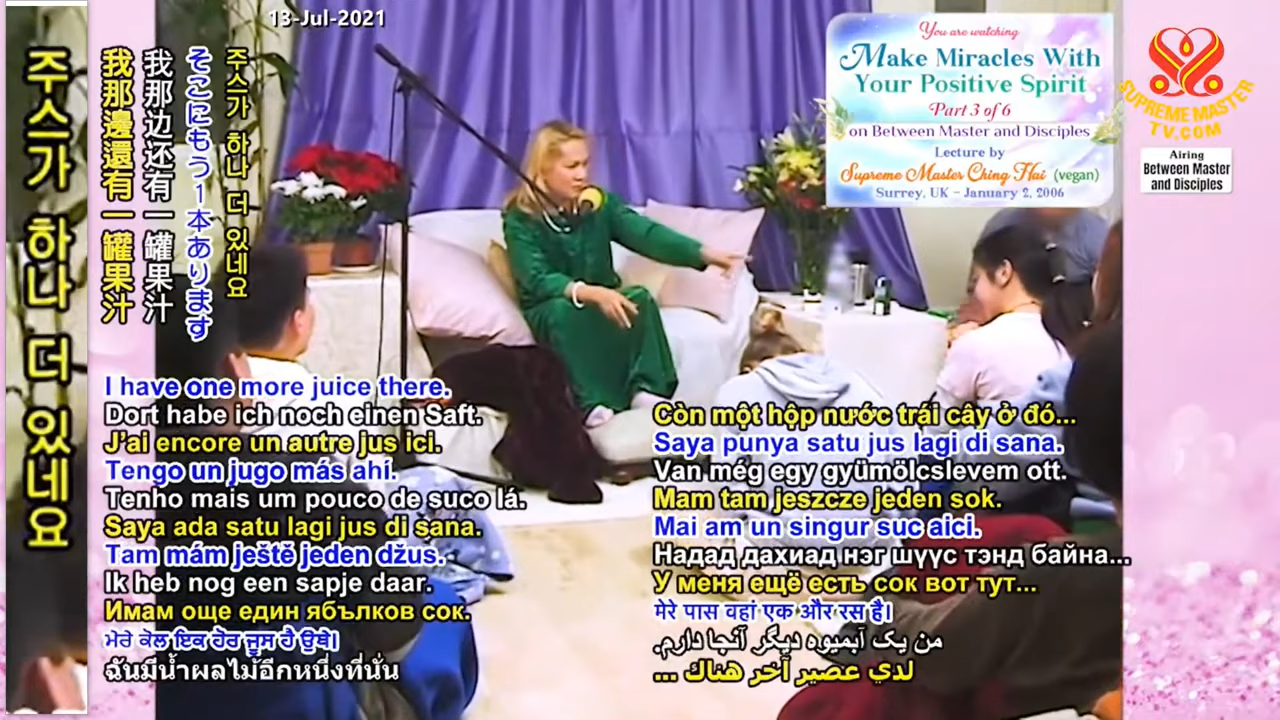 13-Jul-2021
You are watching
Make Miracles With
Your Positive Spirit
Part 3 of 6
on Between Master and Disciples
Lecture by
Supreme Master Ching Hai (vegan)
Surrey, UK – January 2, 2006
SUPREME MASTER
TV.COM
Airing
Between Master
and Disciples
주스가 하나 더 있네요
주스가 하나 더 있네요
そこにもう1本あります
我那边还有一罐果汁
我那邊還有一罐果汁
I have one more juice there.
Dort habe ich noch einen Saft.
J'ai encore un autre jus ici.
Tengo un jugo más ahí.
Tenho mais um pouco de suco lá.
Saya ada satu lagi jus di sana.
Tam mám ještě jeden džus.
Ik heb nog een sapje daar.
Имам още един ябълков сок.
ਮੇਰੇ ਕੋਲ ਇਕ ਹੋਰ ਜੂਸ ਹੈ ਉਥੇ।
ฉันมีน้ำผลไม้อีกหนึ่งที่นั่น
Còn một hộp nước trái cây ở đó...
Saya punya satu jus lagi di sana.
Van még egy gyümölcslevem ott.
Mam tam jeszcze jeden sok.
Mai am un singur suc aici.
Надад дахиад нэг шүүс тэнд байна...
У меня ещё есть сок вот тут...
मेरे पास वहां एक और रस है।
من یک آبمیوه دیگر آنجا دارم.
لدي عصير آخر هناك ...